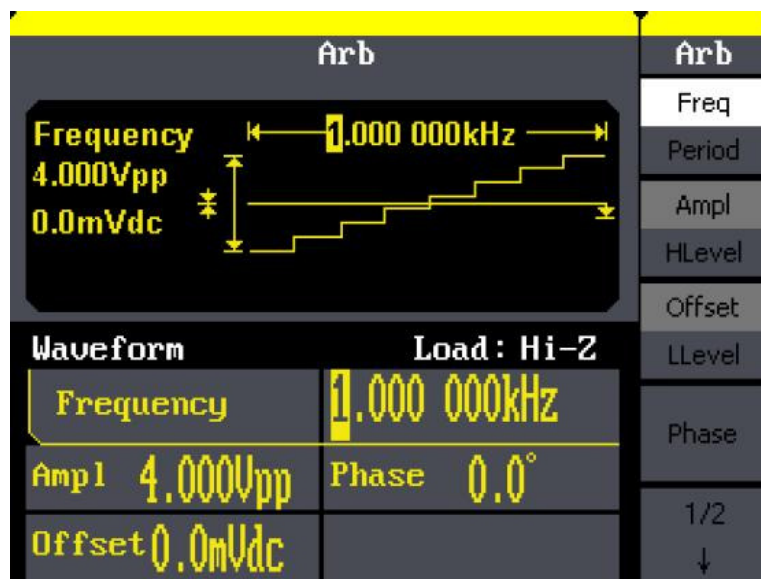 Arb
Frequency 1.000 000kHz
4.000Vpp
0.0mVdc
Waveform Load: Hi-Z
Frequency 1.000 000kHz
Ampl 4.000Vpp Phase 0.0°
Offset 0.0mVdc
Arb
Freq
Period
Ampl
HLevel
Offset
LLevel
Phase
1/2
↓